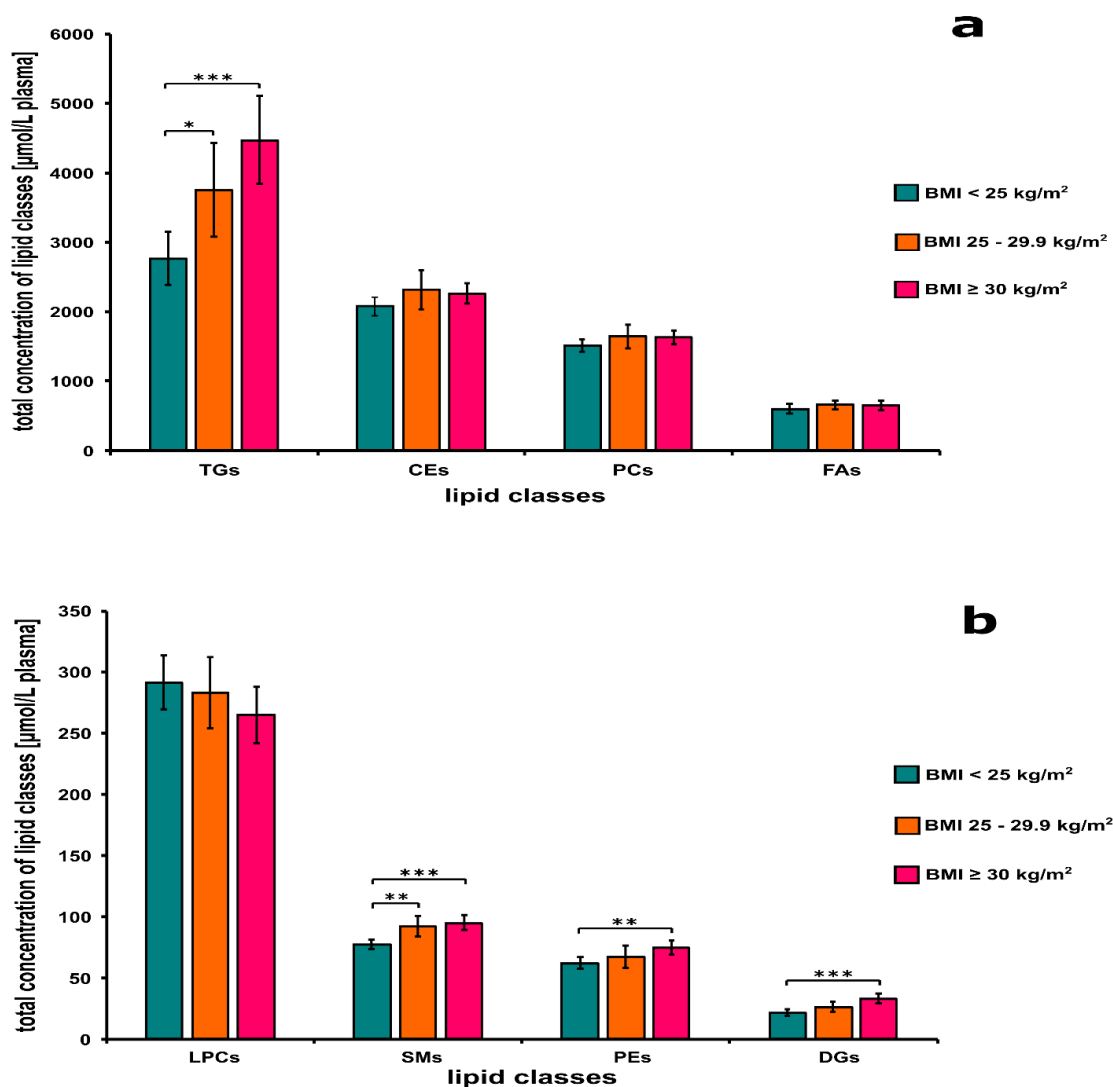 a
total concentration of lipid classes [µmol/L plasma]
6000
5000
4000
3000
2000
1000
0
***
*
BMI < 25 kg/m²
BMI 25 - 29.9 kg/m²
BMI ≥ 30 kg/m²
TGs CEs PCs FAs
lipid classes
b
total concentration of lipid classes [µmol/L plasma]
350
300
250
200
150
100
50
0
***
**
**
***
BMI < 25 kg/m²
BMI 25 - 29.9 kg/m²
BMI ≥ 30 kg/m²
LPCs SMs PEs DGs
lipid classes